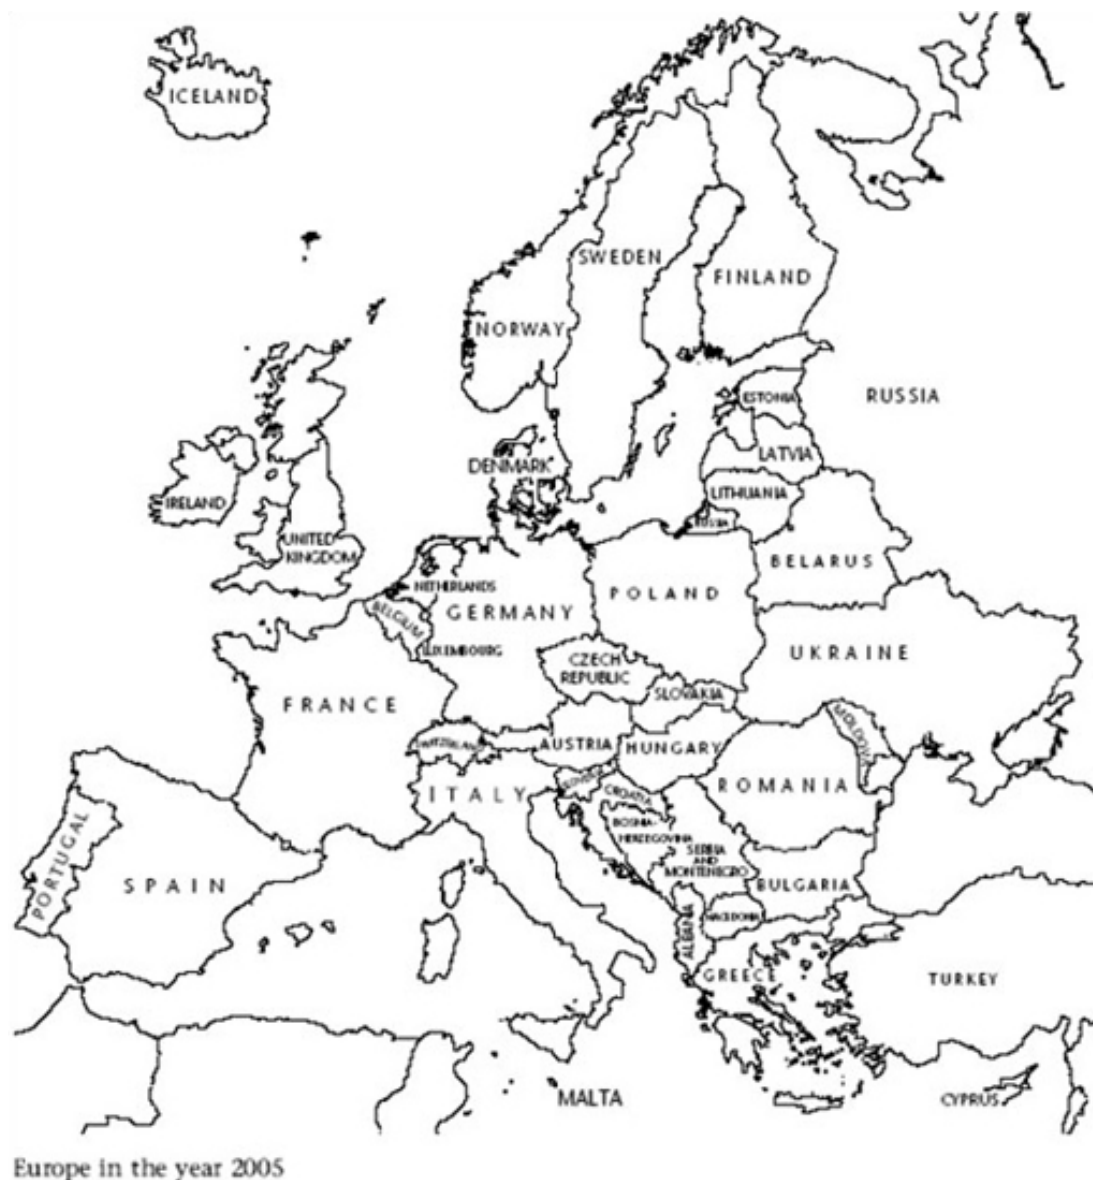 ICELAND
SWEDEN
FINLAND
NORWAY
RUSSIA
ESTONIA
LATVIA
DENMARK
LITHUANIA
RUSSIA
IRELAND
UNITED
KINGDOM
BELARUS
NETHERLANDS
POLAND
GERMANY
BELGIUM
LUXEMBOURG
UKRAINE
CZECH
REPUBLIC
SLOVAKIA
FRANCE
MOLDOVA
SWITZERLAND
AUSTRIA
HUNGARY
ROMANIA
ITALY
CROATIA
BOSNIA-
HERZEGOVINA
SERBIA
AND
MONTENEGRO
PORTUGAL
SPAIN
BULGARIA
MACEDONIA
ALBANIA
GREECE
TURKEY
MALTA
CYPRUS
Europe in the year 2005